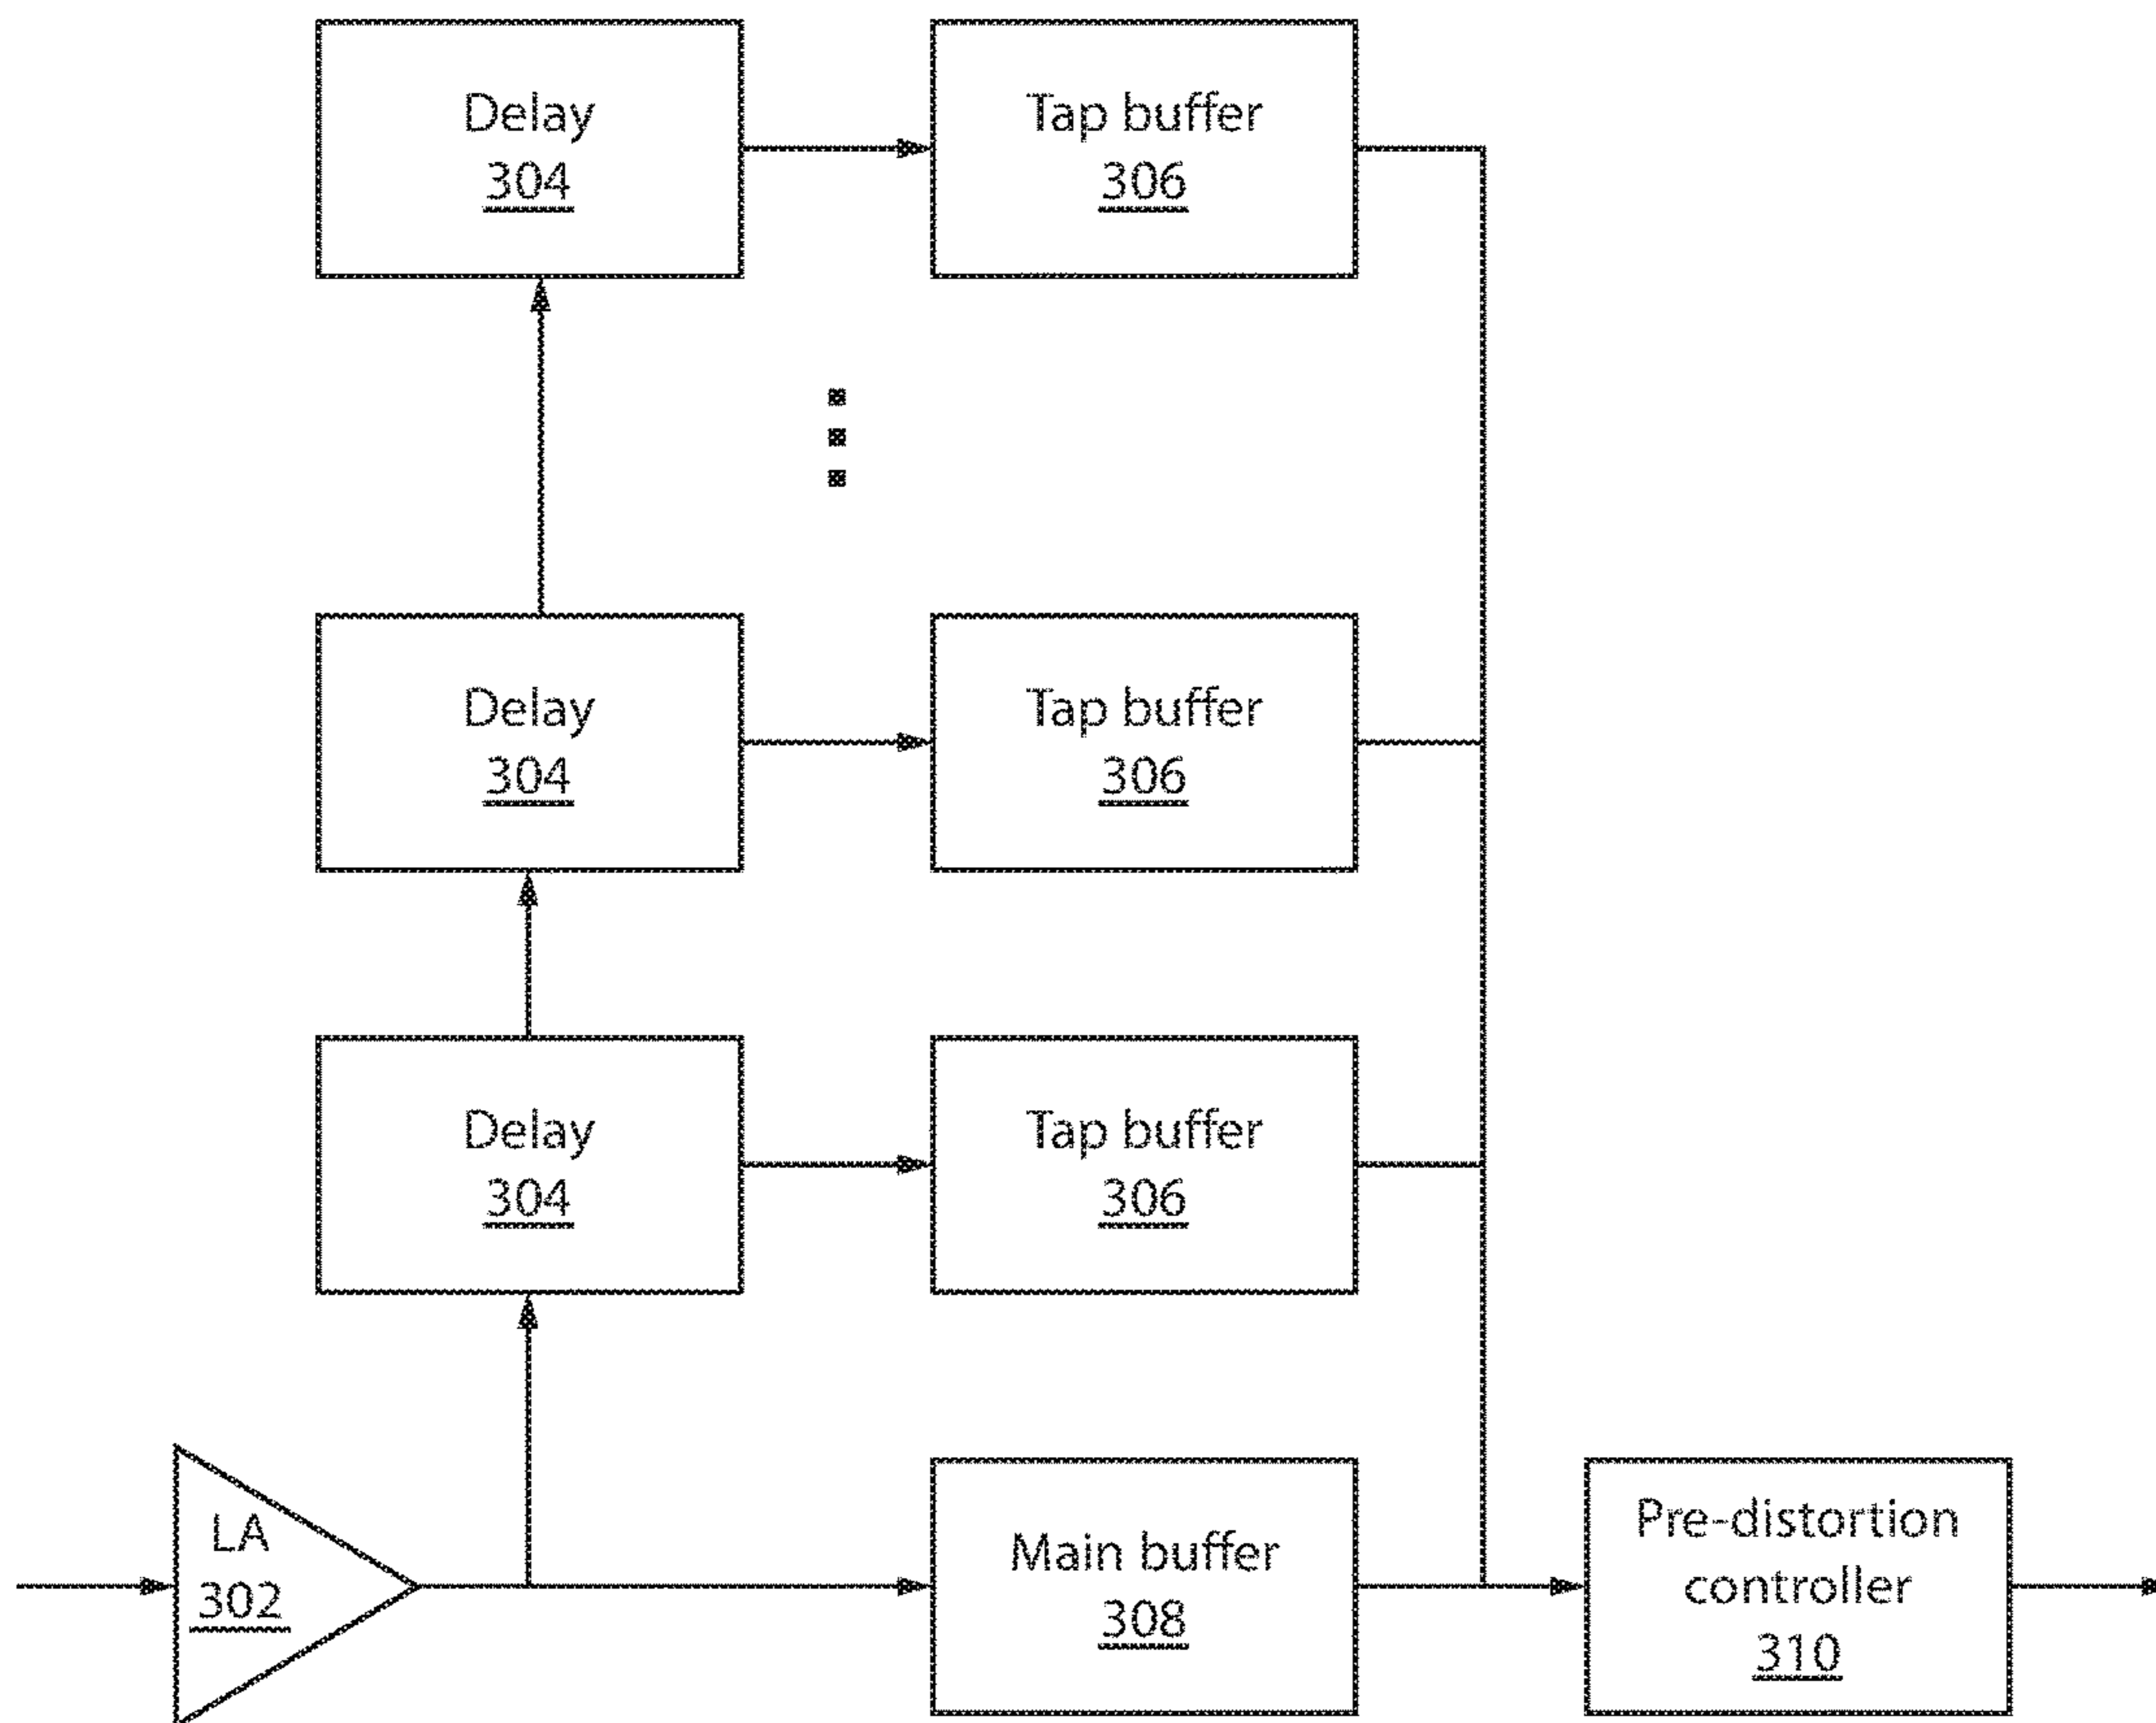 Delay
304
Tap buffer
306
Delay
304
Tap buffer
306
Delay
304
Tap buffer
306
LA
302
Main buffer
308
Pre-distortion
controller
310